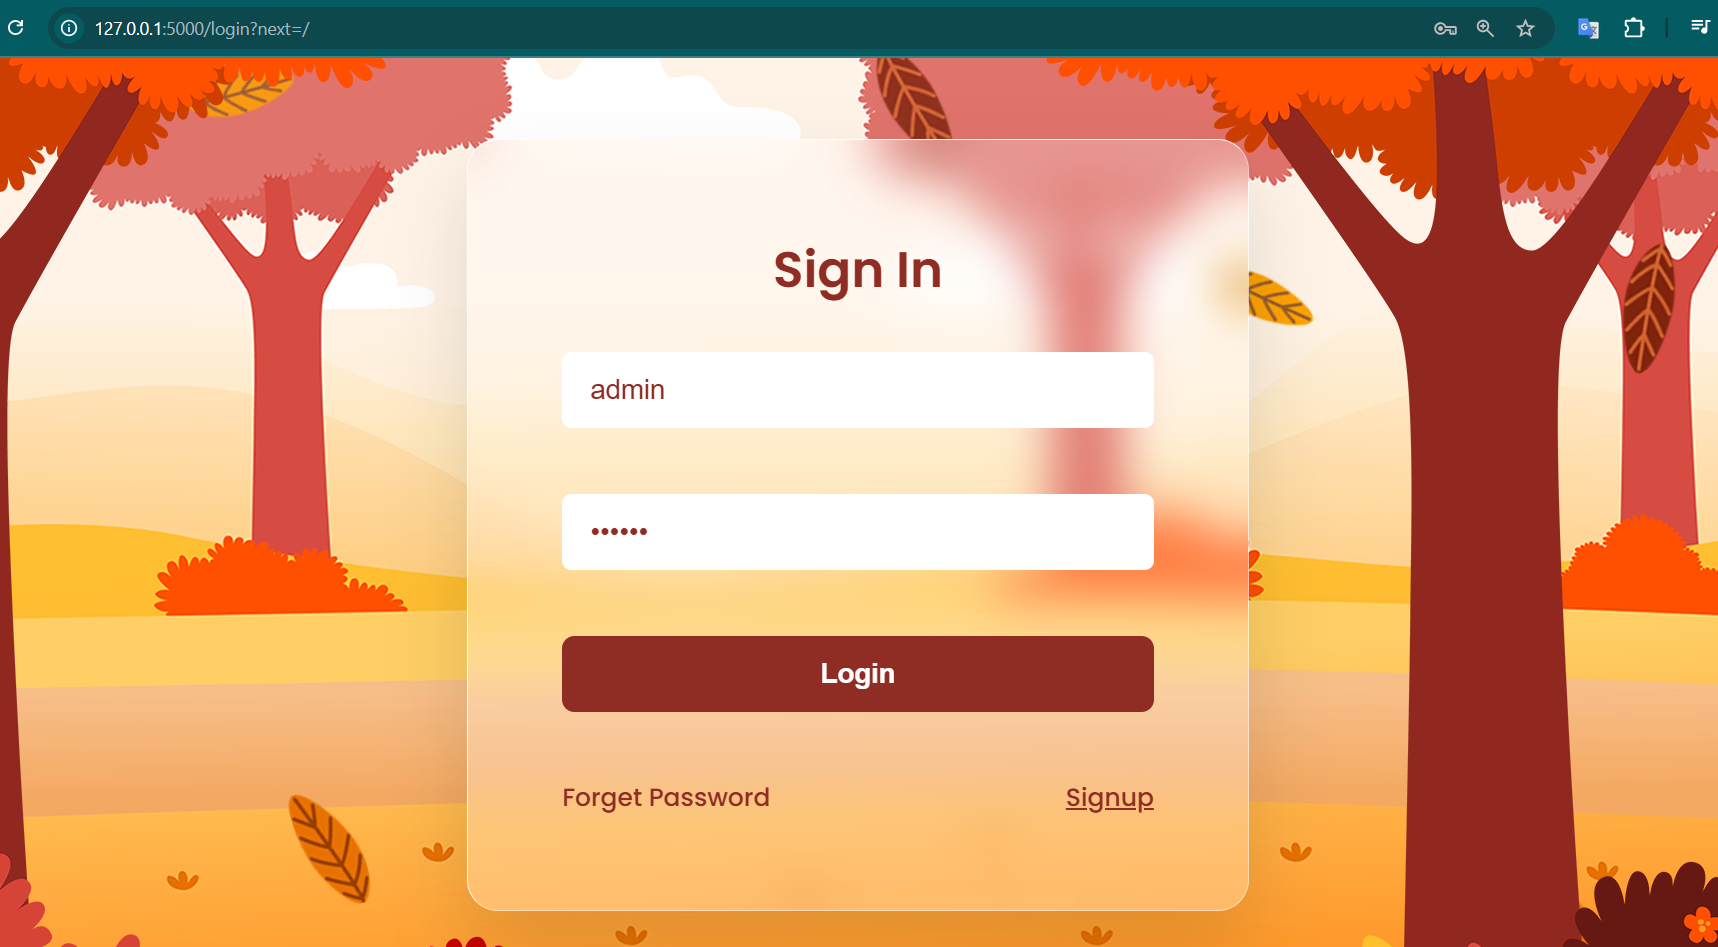 127.0.0.1:5000/login?next=/
Sign In
admin
••••••
Login
Forget Password
Signup